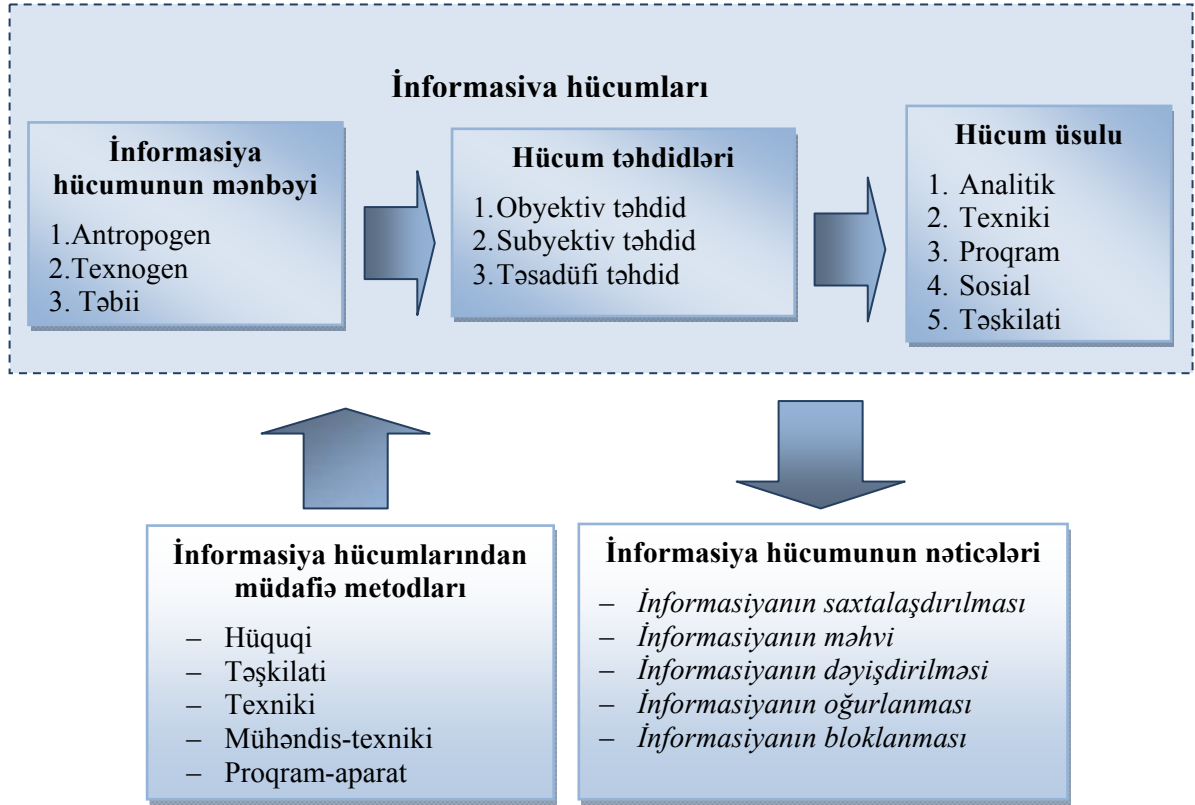 İnformasiva hücumları
İnformasiya
hücumunun mənbəyi
1.Antropogen
2.Texnogen
3. Təbii
Hücum təhdidləri
1.Obyektiv təhdid
2.Subyektiv təhdid
3.Təsadüfi təhdid
Hücum üsulu
1. Analitik
2. Texniki
3. Proqram
4. Sosial
5. Təşkilati
İnformasiya hücumlarından
müdafiə metodları
– Hüquqi
– Təşkilati
– Texniki
– Mühəndis-texniki
– Proqram-aparat
İnformasiya hücumunun nəticələri
– İnformasiyanın saxtalaşdırılması
– İnformasiyanın məhvi
– İnformasiyanın dəyişdirilməsi
– İnformasiyanın oğurlanması
– İnformasiyanın bloklanması